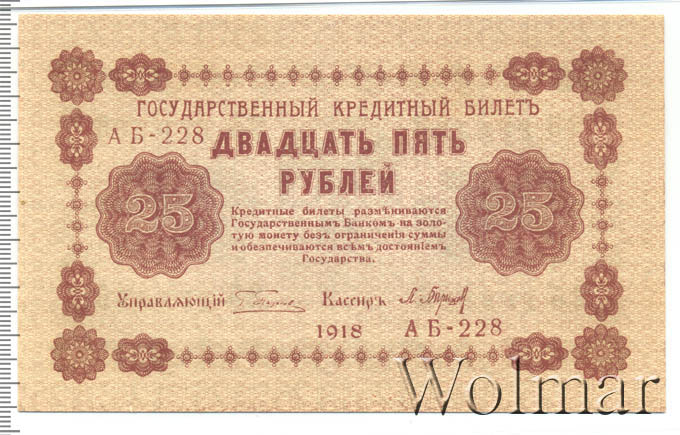 ГОСУДАРСТВЕННЫЙ КРЕДИТНЫЙ БИЛЕТЪ
АБ-228
ДВАДЦАТЬ ПЯТЬ
РУБЛЕЙ
25
25
Кредитные билеты размѣниваются
Государственнымъ Банкомъ на золо-
тую монету безъ ограниченія суммы
и обезпечиваются всѣмъ достояніемъ
Государства.
Управляющій
Кассиръ
1918 АБ-228
Wolmar